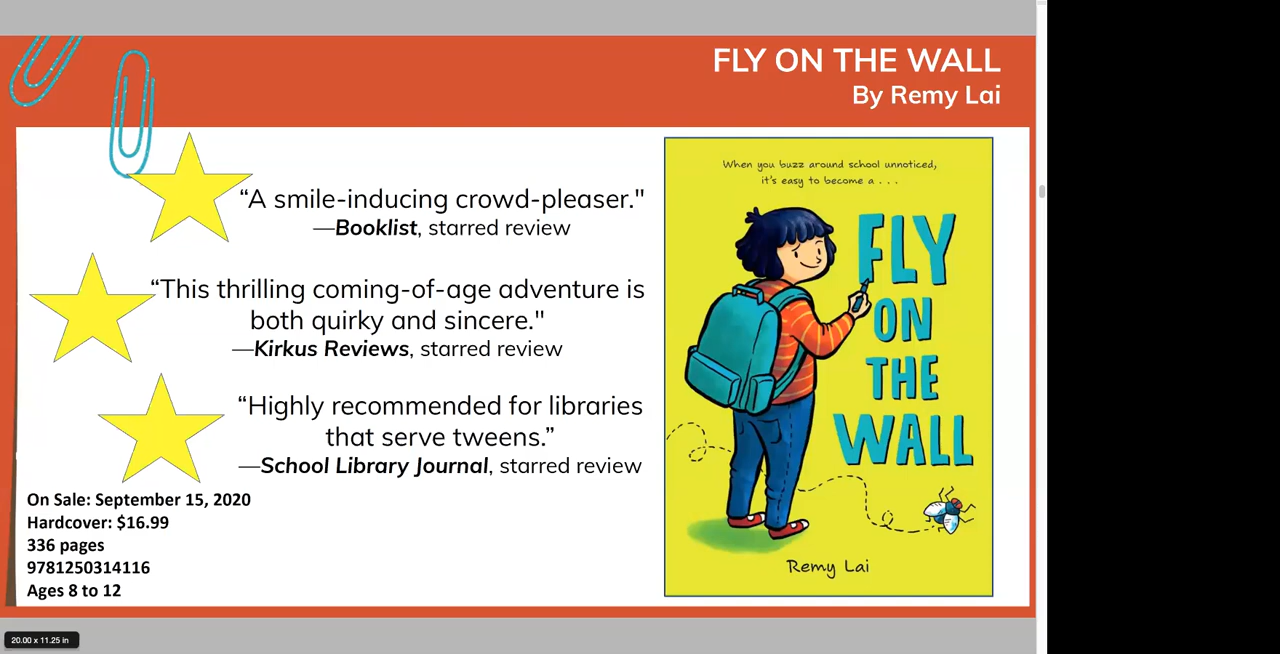 FLY ON THE WALL
By Remy Lai
“A smile-inducing crowd-pleaser."
—Booklist, starred review
“This thrilling coming-of-age adventure is
both quirky and sincere."
—Kirkus Reviews, starred review
“Highly recommended for libraries
that serve tweens.”
—School Library Journal, starred review
On Sale: September 15, 2020
Hardcover: $16.99
336 pages
9781250314116
Ages 8 to 12
When you buzz around school unnoticed,
it's easy to become a . . .
FLY
ON
THE
WALL
Remy Lai
20.00 x 11.25 in